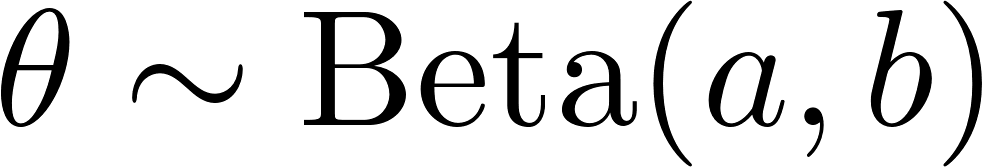 θ ∼ Beta(a, b)